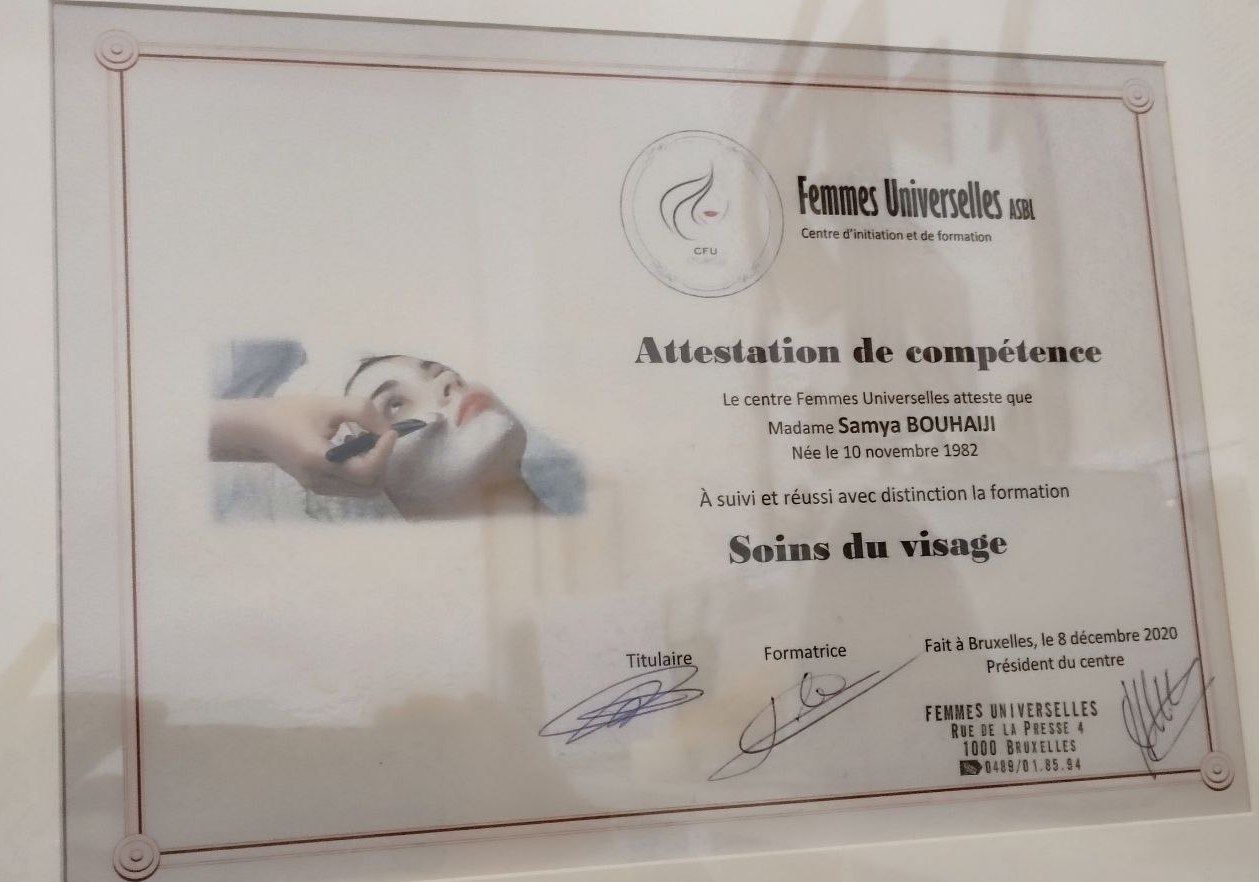 CFU
Femmes Universelles ASBL
Centre d'initiation et de formation
Attestation de compétence
Le centre Femmes Universelles atteste que
Madame Samya BOUHAIJI
Née le 10 novembre 1982
À suivi et réussi avec distinction la formation
Soins du visage
Titulaire
Formatrice
Fait à Bruxelles, le 8 décembre 2020
Président du centre
FEMMES UNIVERSELLES
RUE DE LA PRESSE 4
1000 BRUXELLES
0489/01.85.94